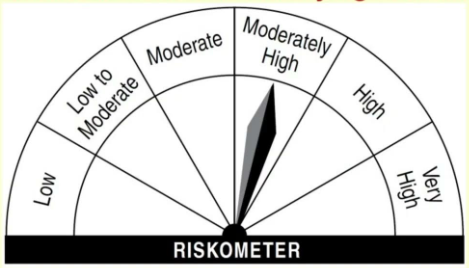 Low
Low to
Moderate
Moderate
Moderately
High
High
Very
High
RISKOMETER